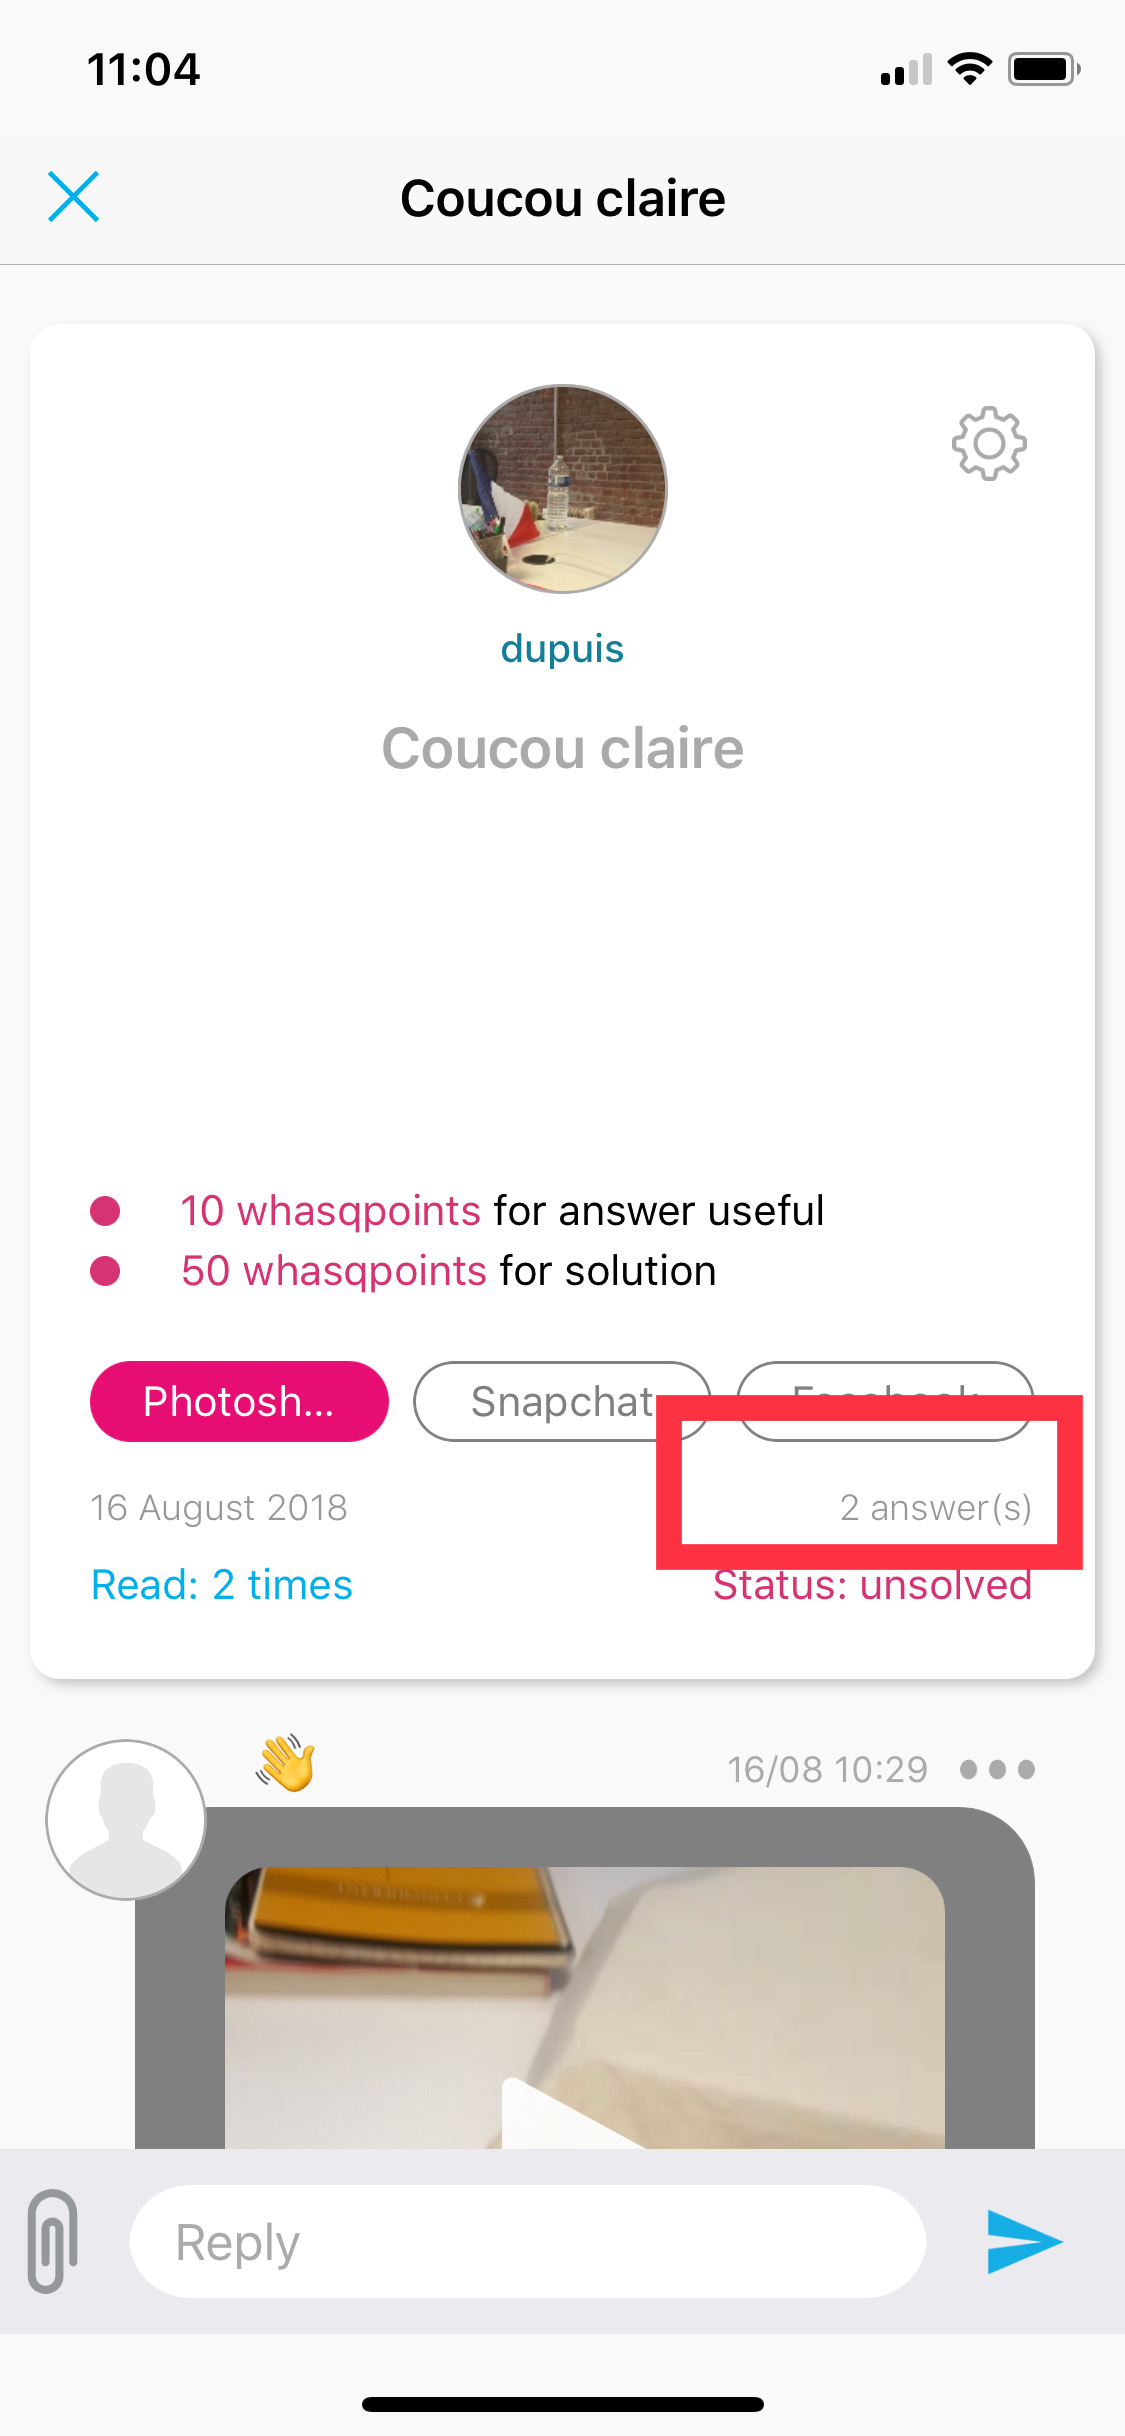 11:04
Coucou claire
dupuis
Coucou claire
10 whasqpoints for answer useful
50 whasqpoints for solution
Photosh...
Snapchat
Facebook
16 August 2018
2 answer(s)
Read: 2 times
Status: unsolved
16/08 10:29
Reply